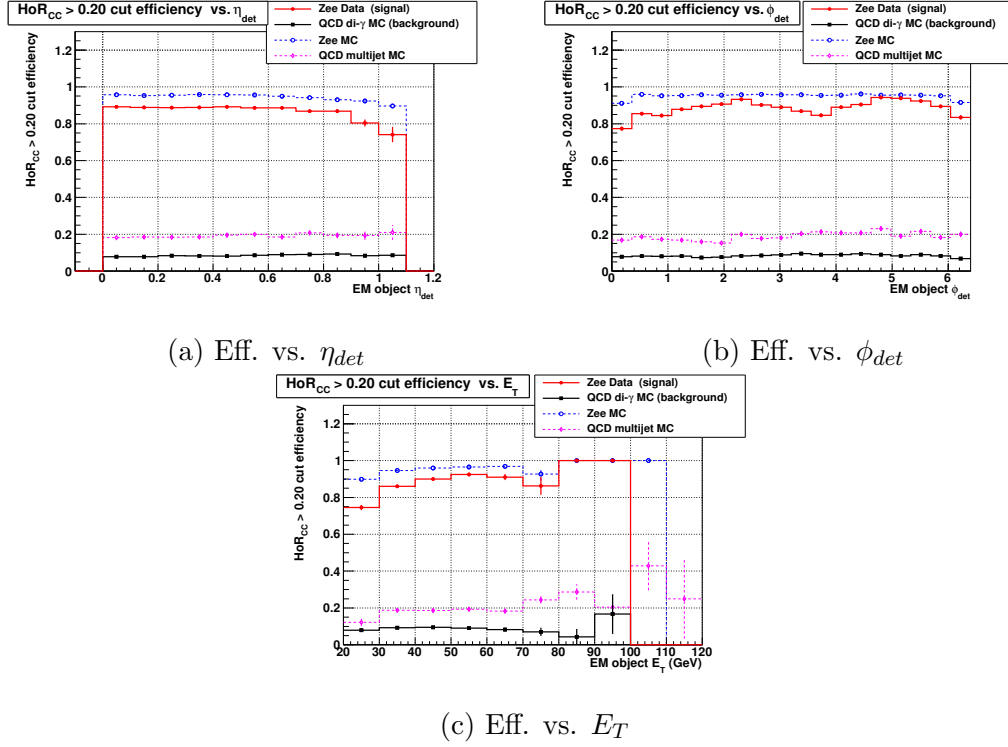 HoR_CC > 0.20 cut efficiency vs. η_det
Zee Data (signal)
QCD di-γ MC (background)
Zee MC
QCD multijet MC
HoR_CC > 0.20 cut efficiency
1.2
1
0.8
0.6
0.4
0.2
0
0 0.2 0.4 0.6 0.8 1 1.2
EM object η_det
(a) Eff. vs. η_det
HoR_CC > 0.20 cut efficiency vs. ϕ_det
Zee Data (signal)
QCD di-γ MC (background)
Zee MC
QCD multijet MC
HoR_CC > 0.20 cut efficiency
1.2
1
0.8
0.6
0.4
0.2
0
0 1 2 3 4 5 6
EM object ϕ_det
(b) Eff. vs. ϕ_det
HoR_CC > 0.20 cut efficiency vs. E_T
Zee Data (signal)
QCD di-γ MC (background)
Zee MC
QCD multijet MC
HoR_CC > 0.20 cut efficiency
1.2
1
0.8
0.6
0.4
0.2
0
20 30 40 50 60 70 80 90 100 110 120
EM object E_T (GeV)
(c) Eff. vs. E_T